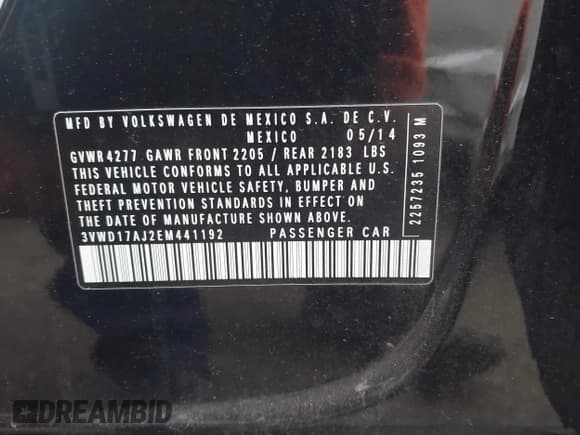 MFD BY VOLKSWAGEN DE MEXICO S.A. DE C.V.
MEXICO 05/14
GVWR 4277 GAWR FRONT 2205 / REAR 2183 LBS
THIS VEHICLE CONFORMS TO ALL APPLICABLE U.S.
FEDERAL MOTOR VEHICLE SAFETY, BUMPER AND
THEFT PREVENTION STANDARDS IN EFFECT ON
THE DATE OF MANUFACTURE SHOWN ABOVE.
3VWD17AJ2EM441192 PASSENGER CAR
2257235 1093 M
DREAMBID